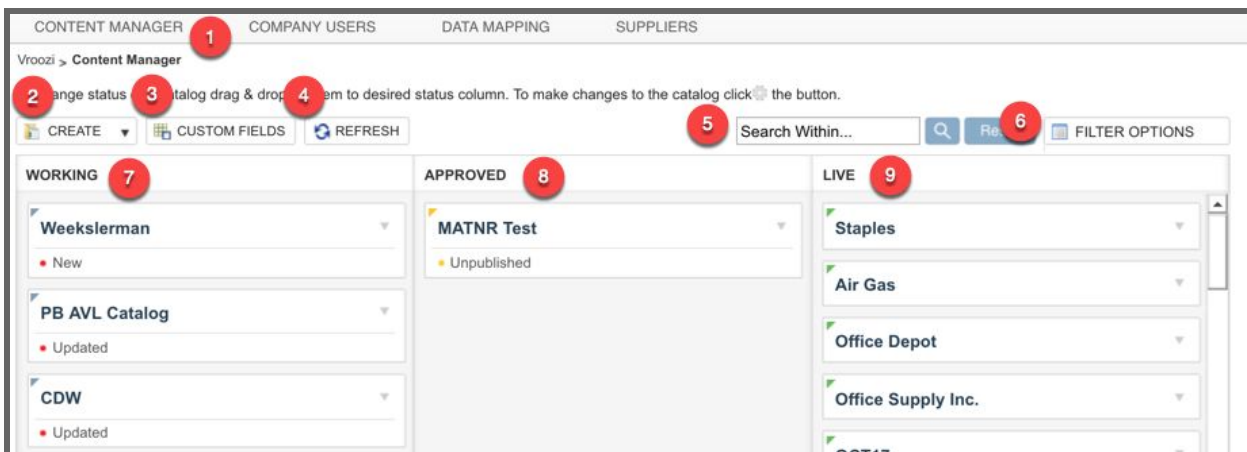 CONTENT MANAGER 1 COMPANY USERS DATA MAPPING SUPPLIERS
Vroozi > Content Manager
2 ange status 3 talog drag & drop 4 em to desired status column. To make changes to the catalog click the button.
CREATE CUSTOM FIELDS REFRESH 5 Search Within... 6 FILTER OPTIONS
WORKING 7 APPROVED 8 LIVE 9
Weekslerman MATNR Test Staples
New Unpublished
Air Gas
PB AVL Catalog
Updated Office Depot
CDW Office Supply Inc.
Updated